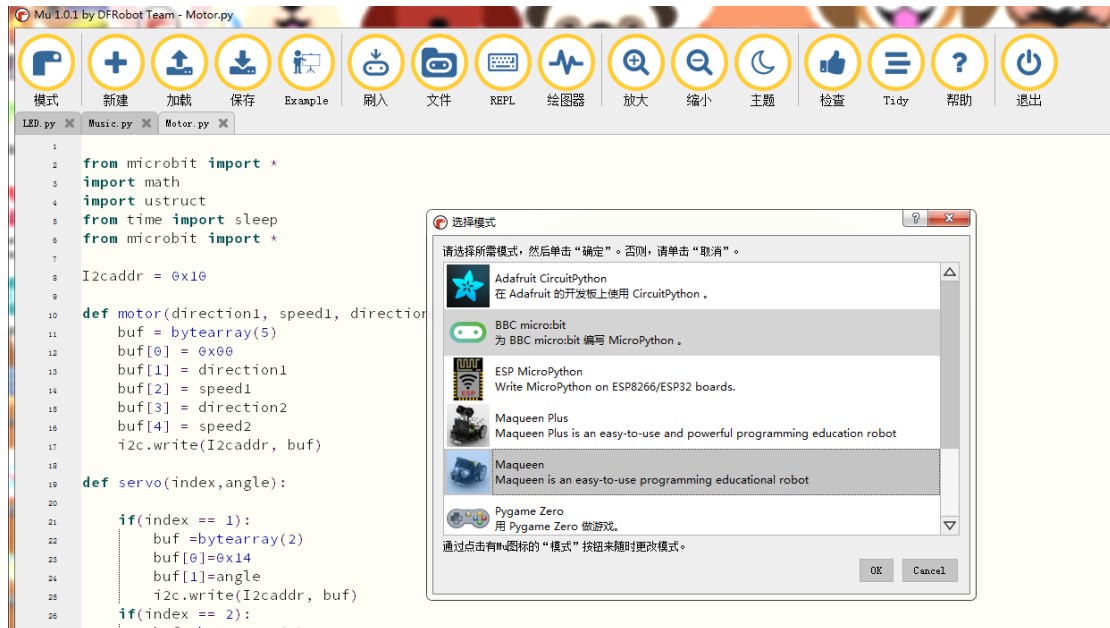 Mu 1.0.1 by DFRobot Team - Motor.py
模式 新建 加载 保存 Example 刷入 文件 REPL 绘图器 放大 缩小 主题 检查 Tidy 帮助 退出
LED.py Music.py Motor.py
1
2 from microbit import *
3 import math
4 import ustruct
5 from time import sleep
6 from microbit import *
7
8 I2caddr = 0x10
9
10 def motor(direction1, speed1, direction
11 buf = bytearray(5)
12 buf[0] = 0x00
13 buf[1] = direction1
14 buf[2] = speed1
15 buf[3] = direction2
16 buf[4] = speed2
17 i2c.write(I2caddr, buf)
18
19 def servo(index,angle):
20
21 if(index == 1):
22 buf =bytearray(2)
23 buf[0]=0x14
24 buf[1]=angle
25 i2c.write(I2caddr, buf)
26 if(index == 2):
选择模式
请选择所需模式，然后单击“确定”。否则，请单击“取消”。
Adafruit CircuitPython
在 Adafruit 的开发板上使用 CircuitPython 。
BBC micro:bit
为 BBC micro:bit 编写 MicroPython 。
ESP MicroPython
Write MicroPython on ESP8266/ESP32 boards.
Maqueen Plus
Maqueen Plus is an easy-to-use and powerful programming education robot
Maqueen
Maqueen is an easy-to-use programming educational robot
Pygame Zero
用 Pygame Zero 做游戏。
通过点击有Mu图标的“模式”按钮来随时更改模式。
OK Cancel